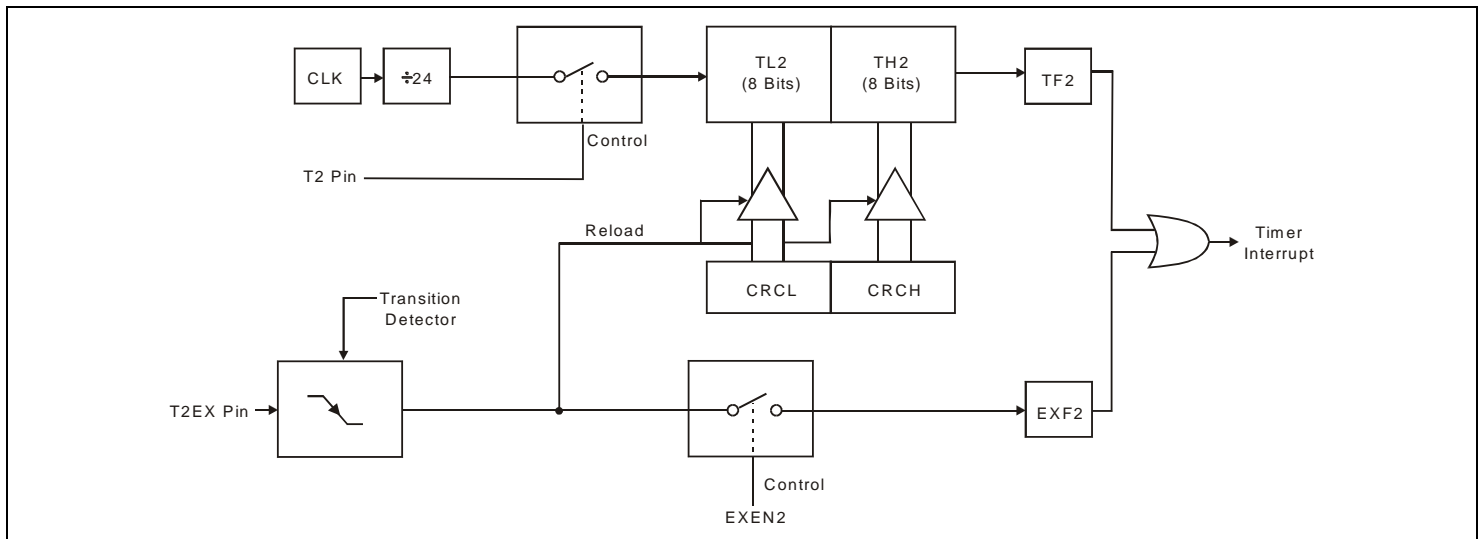 CLK
÷24
TL2
(8 Bits)
TH2
(8 Bits)
TF2
Control
T2 Pin
Reload
Timer
Interrupt
CRCL
CRCH
Transition
Detector
T2EX Pin
EXF2
Control
EXEN2